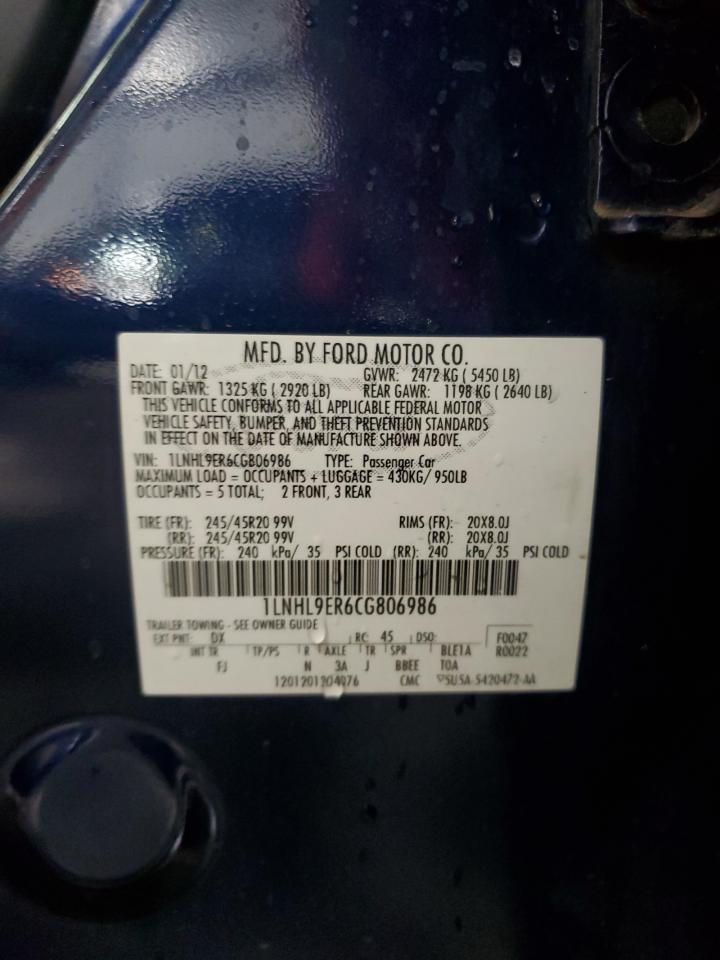 MFD. BY FORD MOTOR CO.
DATE: 01/12 GVWR: 2472 KG ( 5450 LB)
FRONT GAWR: 1325 KG ( 2920 LB) REAR GAWR: 1198 KG ( 2640 LB)
THIS VEHICLE CONFORMS TO ALL APPLICABLE FEDERAL MOTOR
VEHICLE SAFETY, BUMPER, AND THEFT PREVENTION STANDARDS
IN EFFECT ON THE DATE OF MANUFACTURE SHOWN ABOVE.
VIN: 1LNHL9ER6CG806986 TYPE: Passenger Car
MAXIMUM LOAD = OCCUPANTS + LUGGAGE = 430KG/ 950LB
OCCUPANTS = 5 TOTAL; 2 FRONT, 3 REAR
TIRE (FR): 245/45R20 99V RIMS (FR): 20X8.0J
(RR): 245/45R20 99V (RR): 20X8.0J
PRESSURE (FR): 240 kPa/ 35 PSI COLD (RR): 240 kPa/ 35 PSI COLD
1LNHL9ER6CG806986
TRAILER TOWING - SEE OWNER GUIDE
EXT PNT: DX RC: 45 DSO: F0047
INT TR TP/PS R AXLE TR SPR BLE1A R0022
FJ N 3A J BBEE TOA
1201201204076 CMC 5U5A-5420472-AA